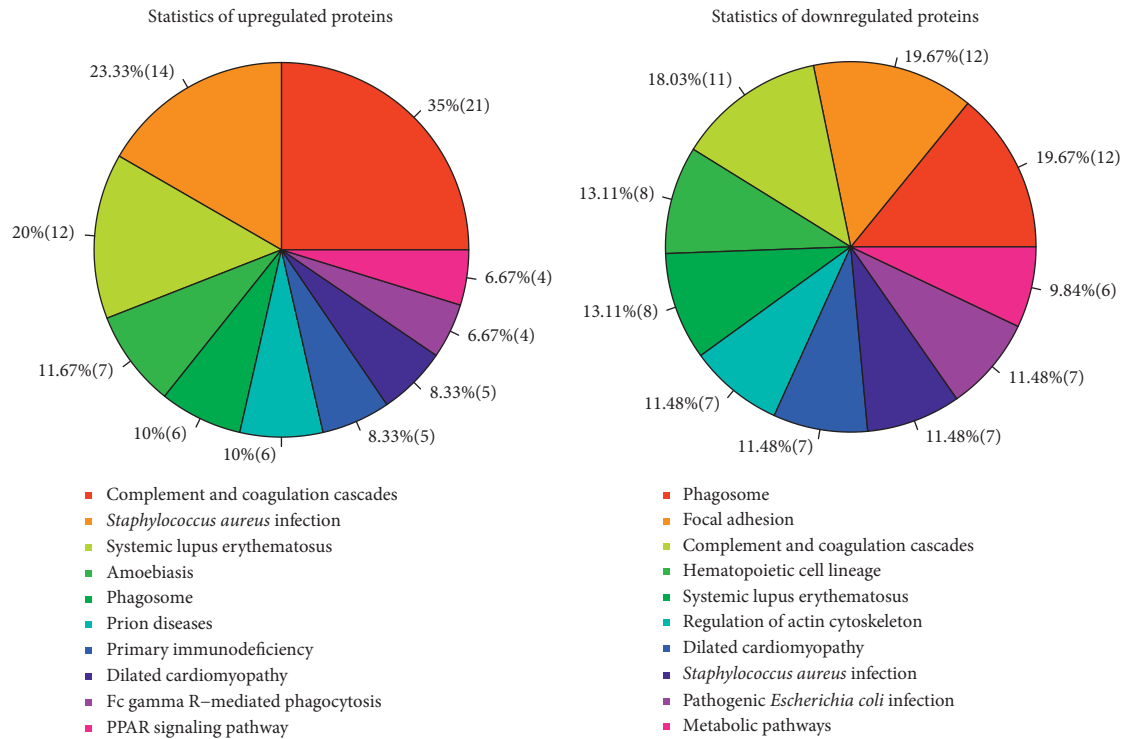 Statistics of upregulated proteins
23.33%(14)
35%(21)
20%(12)
6.67%(4)
6.67%(4)
11.67%(7)
8.33%(5)
10%(6)
8.33%(5)
10%(6)
Complement and coagulation cascades
Staphylococcus aureus infection
Systemic lupus erythematosus
Amoebiasis
Phagosome
Prion diseases
Primary immunodeficiency
Dilated cardiomyopathy
Fc gamma R−mediated phagocytosis
PPAR signaling pathway
Statistics of downregulated proteins
19.67%(12)
18.03%(11)
19.67%(12)
13.11%(8)
9.84%(6)
13.11%(8)
11.48%(7)
11.48%(7)
11.48%(7)
11.48%(7)
Phagosome
Focal adhesion
Complement and coagulation cascades
Hematopoietic cell lineage
Systemic lupus erythematosus
Regulation of actin cytoskeleton
Dilated cardiomyopathy
Staphylococcus aureus infection
Pathogenic Escherichia coli infection
Metabolic pathways